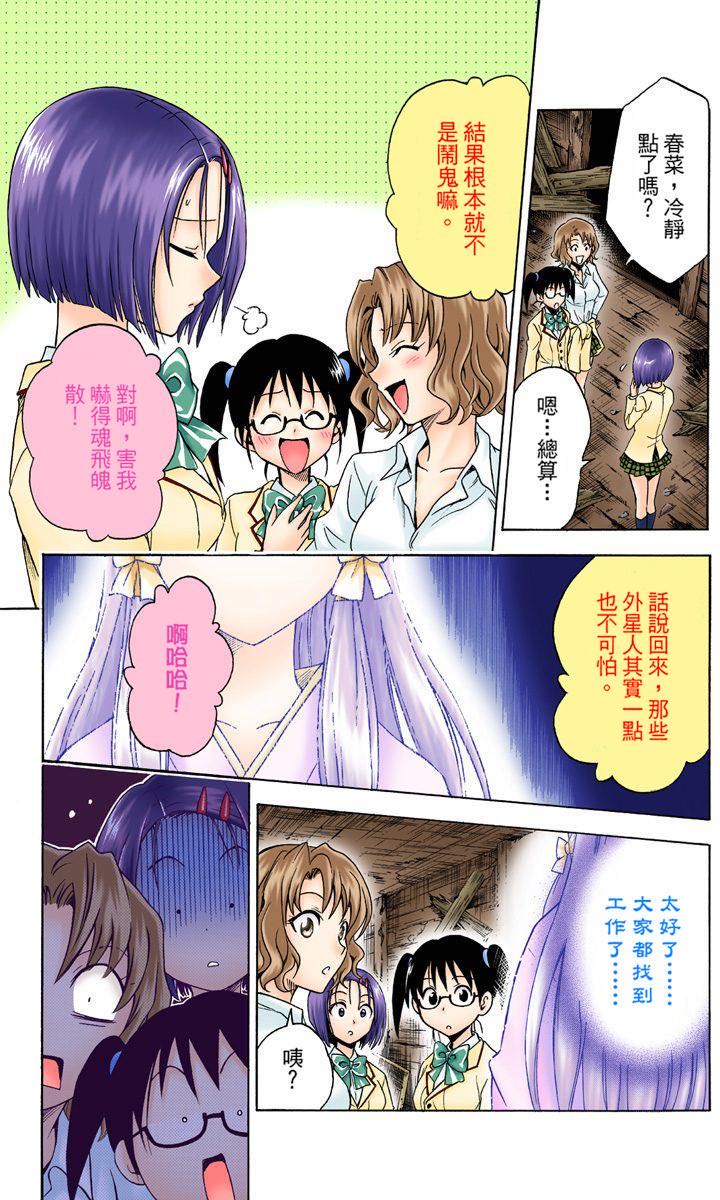 春菜，冷靜
點了嗎？
嗯…總算…
結果根本就不
是鬧鬼嘛。
對啊，害我
嚇得魂飛魄
散！
話說回來，那些
外星人其實一點
也不可怕。
啊哈哈！
太好了……
大家都找到
工作了……
咦？